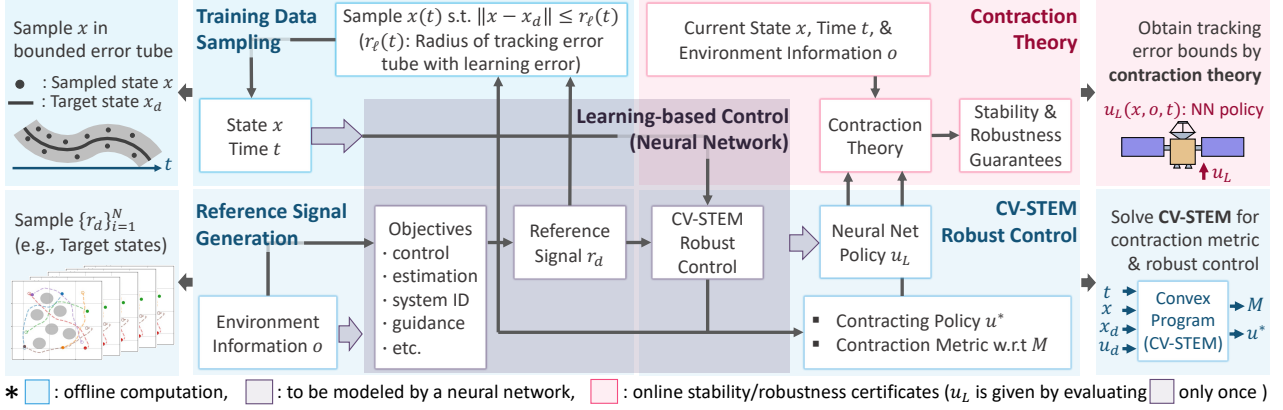 Sample x in
bounded error tube
: Sampled state x
: Target state x_d
t
Training Data
Sampling
Sample x(t) s.t. ‖x − x_d‖ ≤ r_ℓ(t)
(r_ℓ(t): Radius of tracking error
tube with learning error)
State x
Time t
Current State x, Time t, &
Environment Information o
Contraction
Theory
Contraction
Theory
Stability &
Robustness
Guarantees
Obtain tracking
error bounds by
contraction theory
u_L(x, o, t): NN policy
u_L
Learning-based Control
(Neural Network)
Sample {r_d}_{i=1}^N
(e.g., Target states)
Reference Signal
Generation
Environment
Information o
Objectives
· control
· estimation
· system ID
· guidance
· etc.
Reference
Signal r_d
CV-STEM
Robust
Control
Neural Net
Policy u_L
CV-STEM
Robust Control
▪ Contracting Policy u*
▪ Contraction Metric w.r.t M
Solve CV-STEM for
contraction metric
& robust control
t
x
x_d
u_d
Convex
Program
(CV-STEM)
M
u*
* : offline computation, : to be modeled by a neural network, : online stability/robustness certificates (u_L is given by evaluating only once )